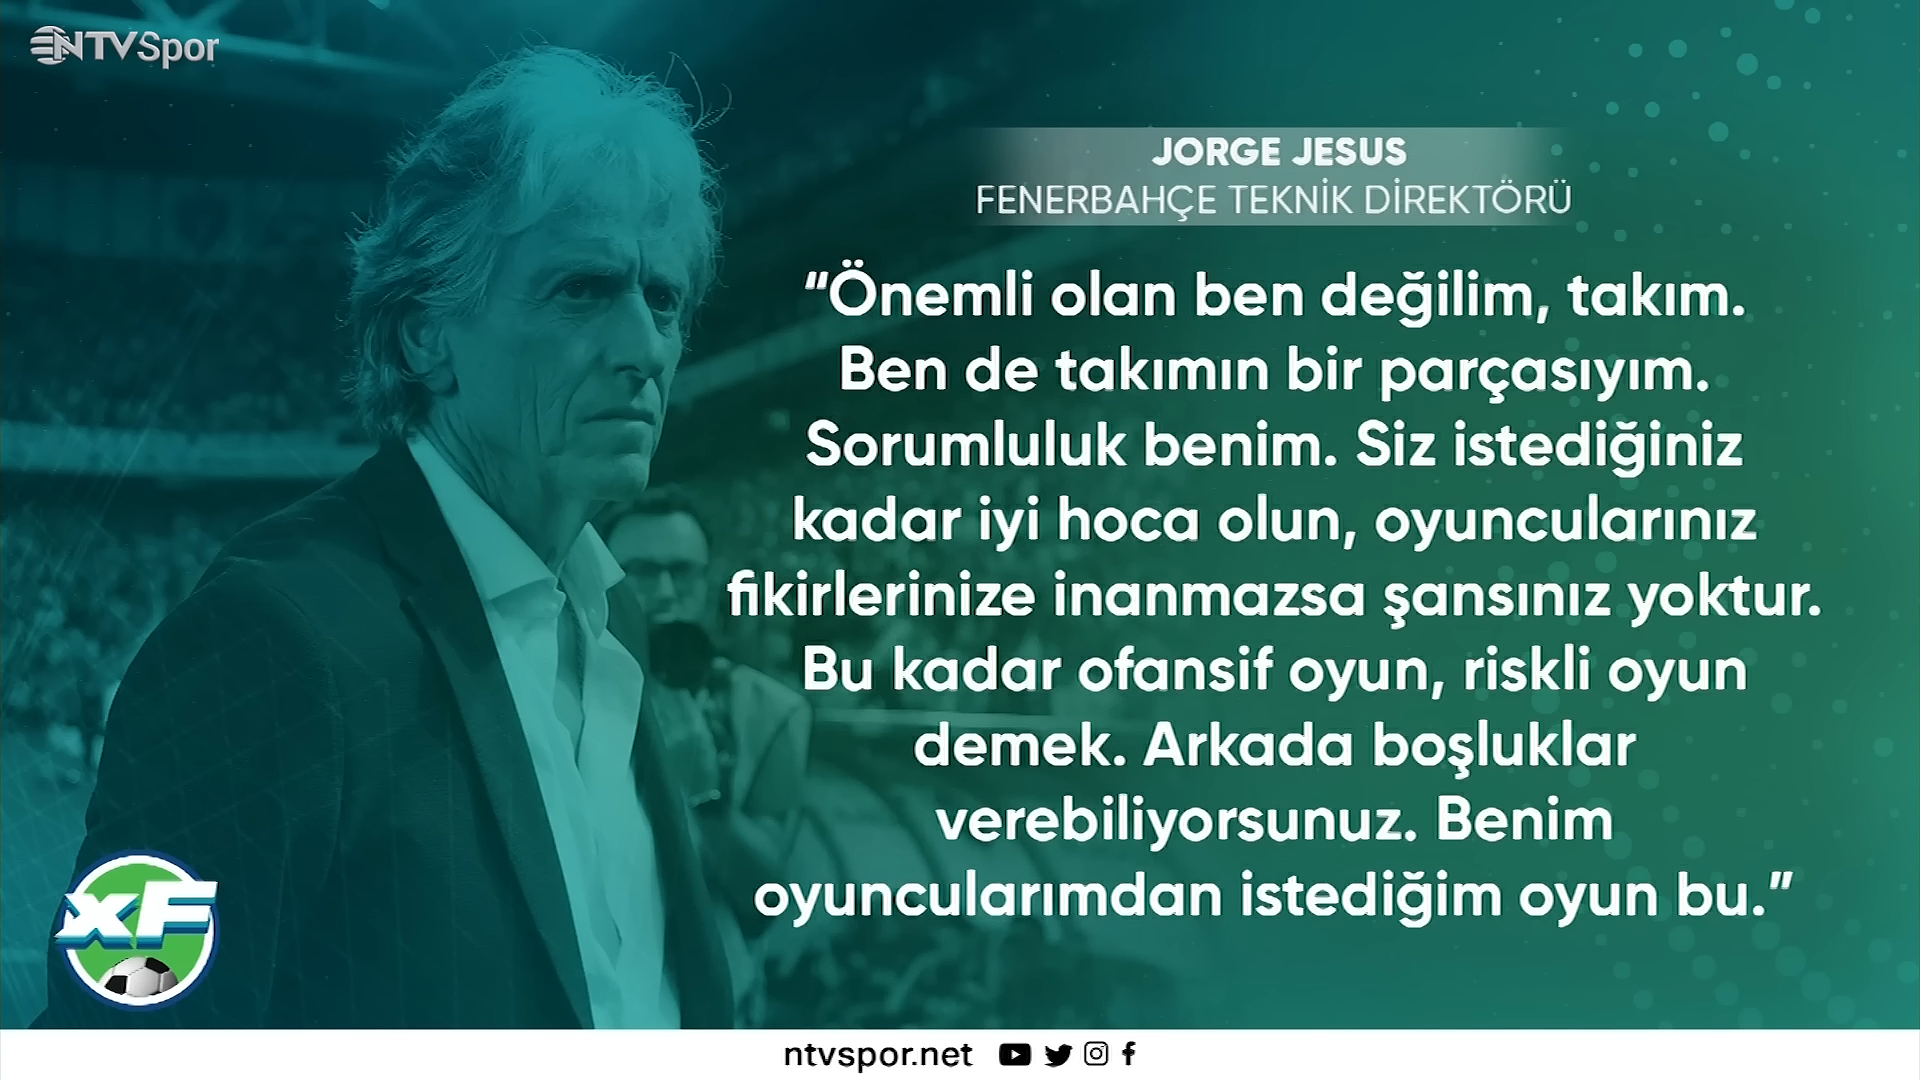 NTVSpor
JORGE JESUS
FENERBAHÇE TEKNİK DİREKTÖRÜ
“Önemli olan ben değilim, takım.
Ben de takımın bir parçasıyım.
Sorumluluk benim. Siz istediğiniz
kadar iyi hoca olun, oyuncularınız
fikirlerinize inanmazsa şansınız yoktur.
Bu kadar ofansif oyun, riskli oyun
demek. Arkada boşluklar
verebiliyorsunuz. Benim
oyuncularımdan istediğim oyun bu.”
xF
ntvspor.net